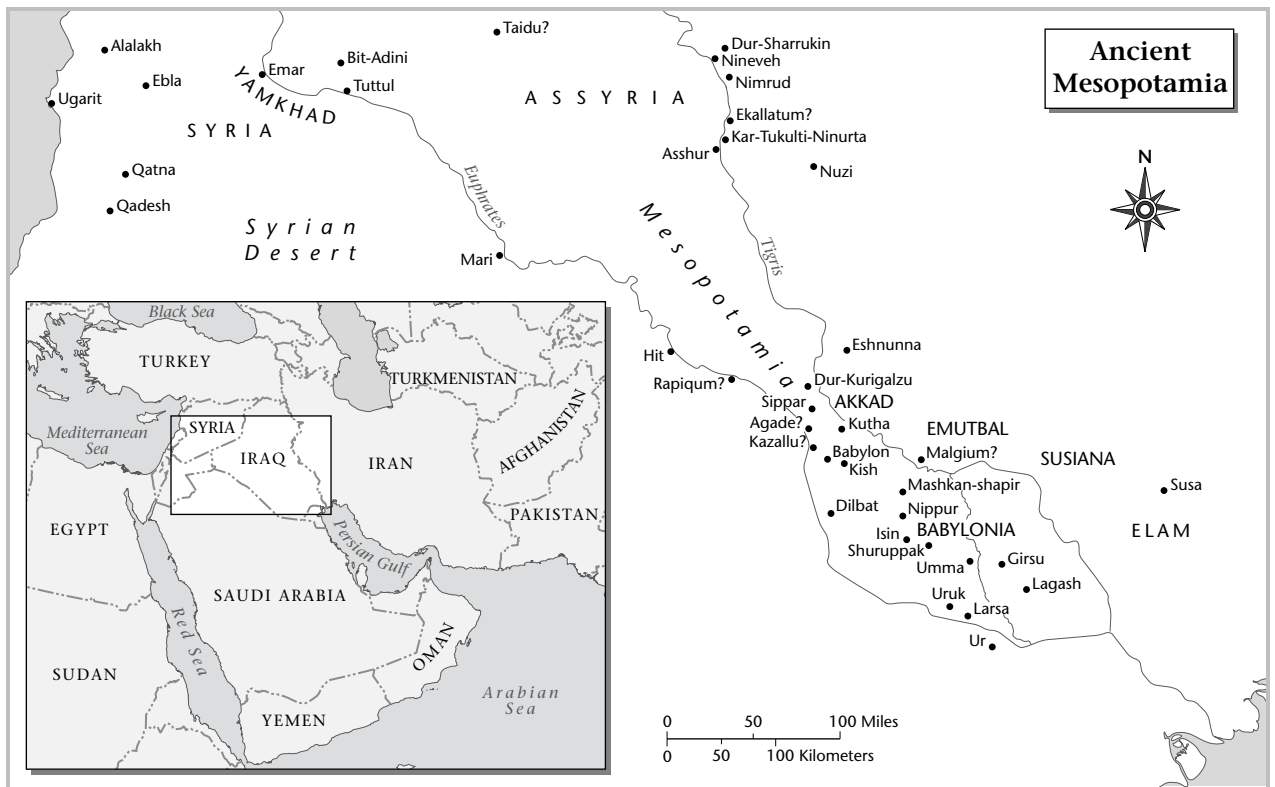 Ancient
Mesopotamia
N
Taidu?
Alalakh
Dur-Sharrukin
Nineveh
Bit-Adini
Emar
Ebla
Nimrud
Tuttul
Ugarit
YAMKHAD
ASSYRIA
Ekallatum?
SYRIA
Kar-Tukulti-Ninurta
Asshur
Qatna
Nuzi
Euphrates
Qadesh
Mesopotamia
Syrian
Desert
Tigris
Mari
Eshnunna
Hit
Rapiqum?
Dur-Kurigalzu
Sippar
AKKAD
Agade?
Kutha
EMUTBAL
Kazallu?
Babylon
Malgium?
SUSIANA
Kish
Mashkan-shapir
Susa
Dilbat
Nippur
Isin
BABYLONIA
ELAM
Shuruppak
Girsu
Umma
Lagash
Uruk
Larsa
Ur
0 50 100 Miles
0 50 100 Kilometers
Black Sea
TURKEY
TURKMENISTAN
AFGHANISTAN
Mediterranean
Sea
SYRIA
IRAQ
IRAN
EGYPT
PAKISTAN
Persian Gulf
SAUDI ARABIA
Red Sea
OMAN
SUDAN
Arabian
Sea
YEMEN